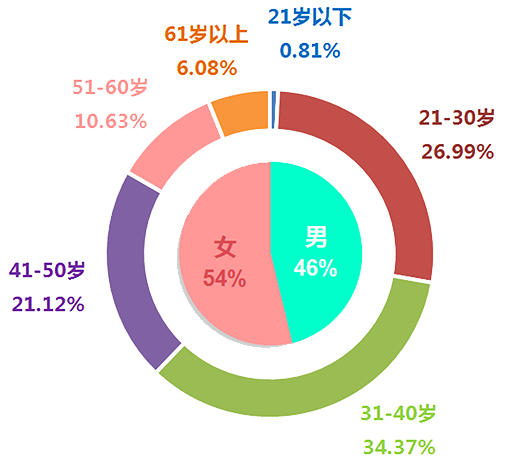 21岁以下
0.81%
61岁以上
6.08%
51-60岁
10.63%
21-30岁
26.99%
女
54%
男
46%
41-50岁
21.12%
31-40岁
34.37%